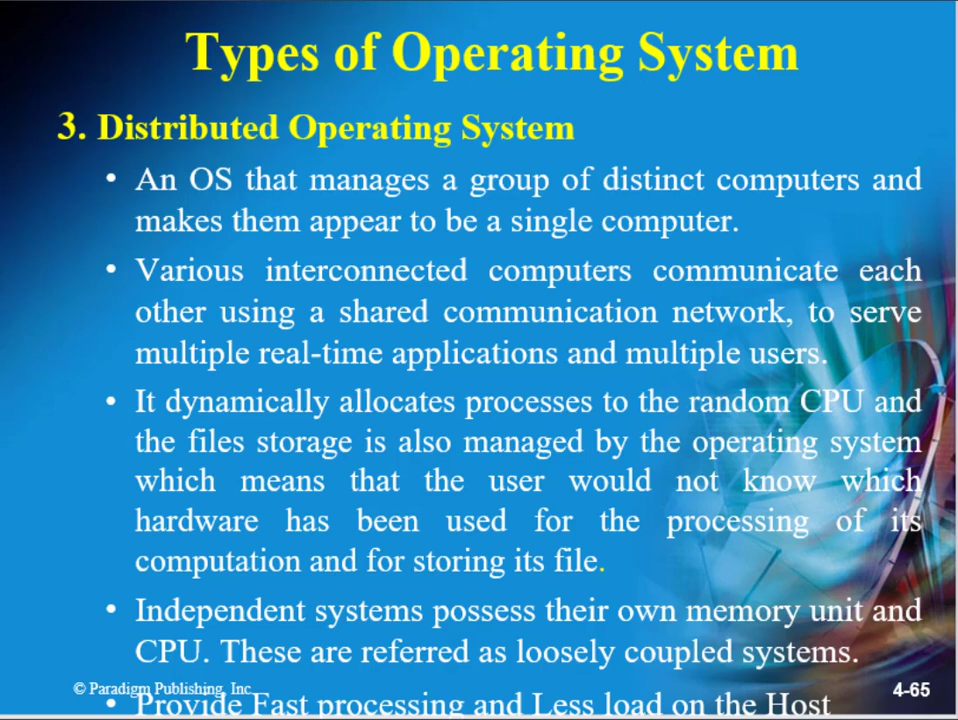 Types of Operating System
3. Distributed Operating System
• An OS that manages a group of distinct computers and
makes them appear to be a single computer.
• Various interconnected computers communicate each
other using a shared communication network, to serve
multiple real-time applications and multiple users.
• It dynamically allocates processes to the random CPU and
the files storage is also managed by the operating system
which means that the user would not know which
hardware has been used for the processing of its
computation and for storing its file.
• Independent systems possess their own memory unit and
CPU. These are referred as loosely coupled systems.
© Paradigm Publishing, Inc.
4-65
• Provide Fast processing and Less load on the Host